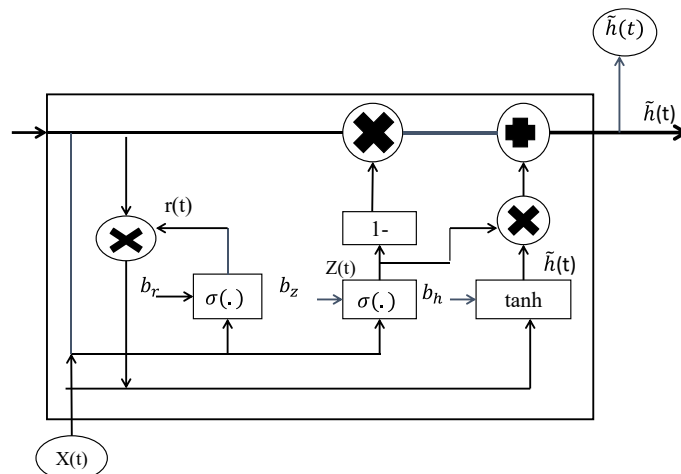 h̃(t)
h̃(t)
r(t)
1-
Z(t)
h̃(t)
b_r
σ(.)
b_z
σ(.)
b_h
tanh
X(t)